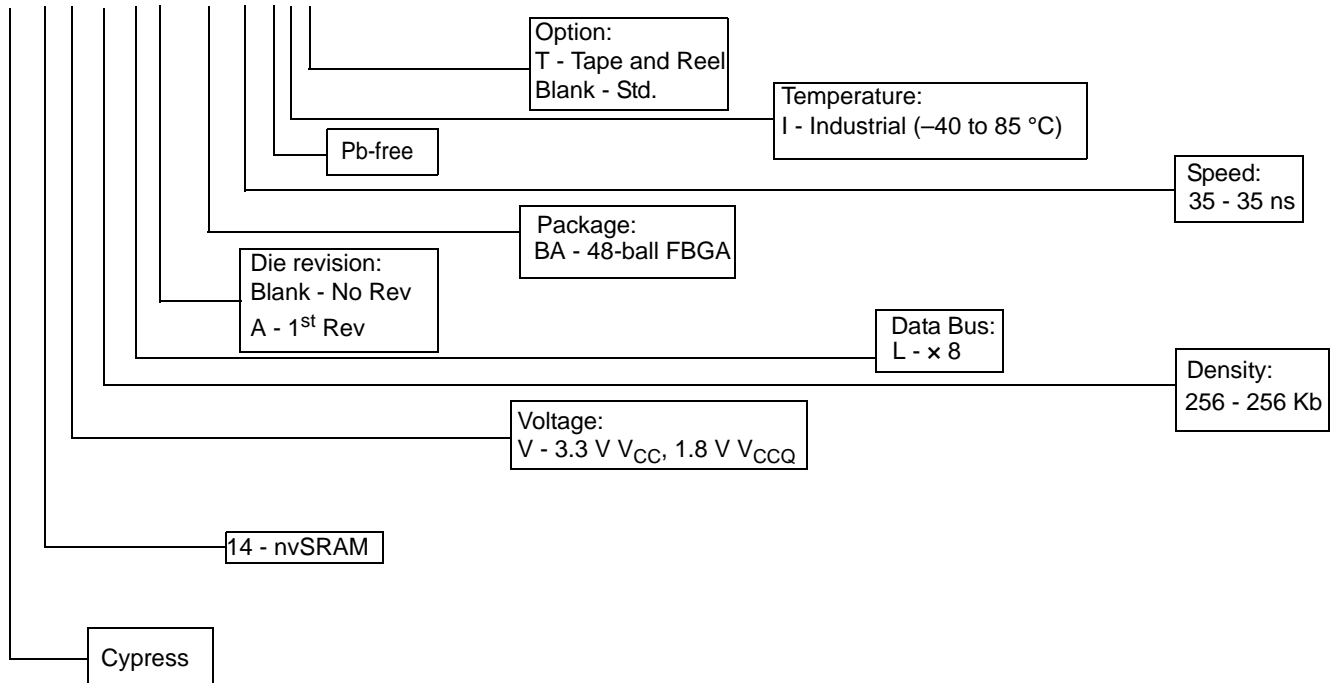 Option:
T - Tape and Reel
Blank - Std.
Temperature:
I - Industrial (–40 to 85 °C)
Pb-free
Speed:
35 - 35 ns
Package:
BA - 48-ball FBGA
Die revision:
Blank - No Rev
A - 1st Rev
Data Bus:
L - × 8
Density:
256 - 256 Kb
Voltage:
V - 3.3 V VCC, 1.8 V VCCQ
14 - nvSRAM
Cypress